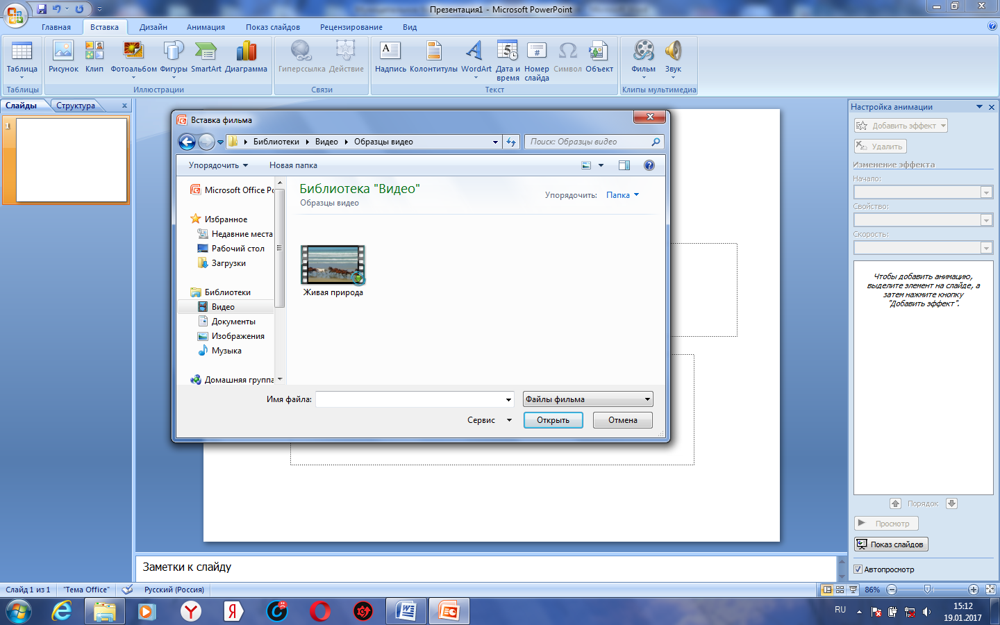 Презентация1 - Microsoft PowerPoint
Главная Вставка Дизайн Анимация Показ слайдов Рецензирование Вид
Таблица Рисунок Клип Фотоальбом Фигуры SmartArt Диаграмма Гиперссылка Действие Надпись Колонтитулы WordArt Дата и время Номер слайда Символ Объект Фильм Звук
Таблицы Иллюстрации Связи Текст Клипы мультимедиа
Слайды Структура
1
Вставка фильма
Библиотеки Видео Образцы видео
Поиск: Образцы видео
Упорядочить Новая папка
Microsoft Office Po
Избранное
Недавние места
Рабочий стол
Загрузки
Библиотеки
Видео
Документы
Изображения
Музыка
Домашняя группа
Библиотека "Видео"
Образцы видео
Упорядочить: Папка
Живая природа
Имя файла:
Файлы фильма
Сервис Открыть Отмена
Настройка анимации
Добавить эффект
Удалить
Изменение эффекта
Начало:
Свойство:
Скорость:
Чтобы добавить анимацию,
выделите элемент на слайде, а
затем нажмите кнопку
"Добавить эффект".
Порядок
Просмотр
Показ слайдов
Автопросмотр
Заметки к слайду
Слайд 1 из 1 "Тема Office" Русский (Россия) 86%
RU 15:12
19.01.2017